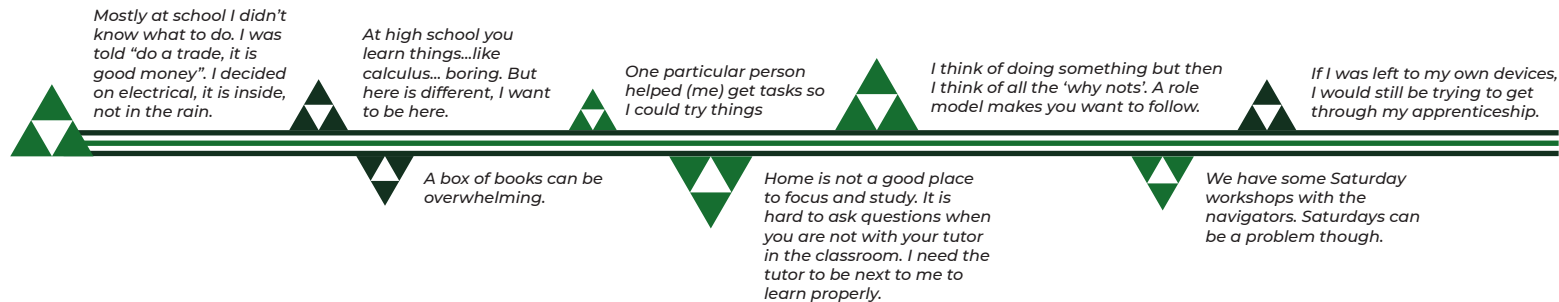 Mostly at school I didn’t
know what to do. I was
told “do a trade, it is
good money”. I decided
on electrical, it is inside,
not in the rain.
At high school you
learn things...like
calculus... boring. But
here is different, I want
to be here.
One particular person
helped (me) get tasks so
I could try things
I think of doing something but then
I think of all the ‘why nots’. A role
model makes you want to follow.
If I was left to my own devices,
I would still be trying to get
through my apprenticeship.
A box of books can be
overwhelming.
Home is not a good place
to focus and study. It is
hard to ask questions when
you are not with your tutor
in the classroom. I need the
tutor to be next to me to
learn properly.
We have some Saturday
workshops with the
navigators. Saturdays can
be a problem though.